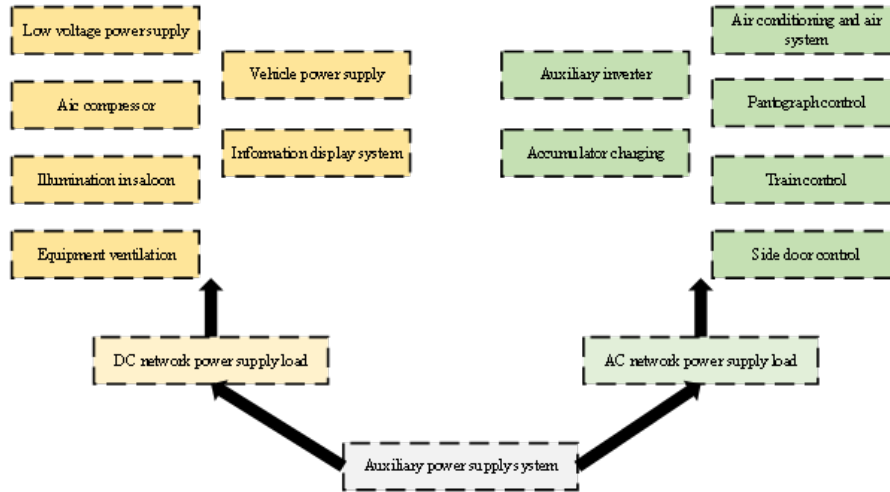 Low voltage power supply
Vehicle power supply
Aic compressor
Information display system
Illumination in saloon
Equipment ventilation
Auxiliary inverter
Air conditioning and air
system
Pantograph control
Accumulator charging
Train control
Side door control
DC network power supply load
AC network power supply load
Auxiliary power supply system